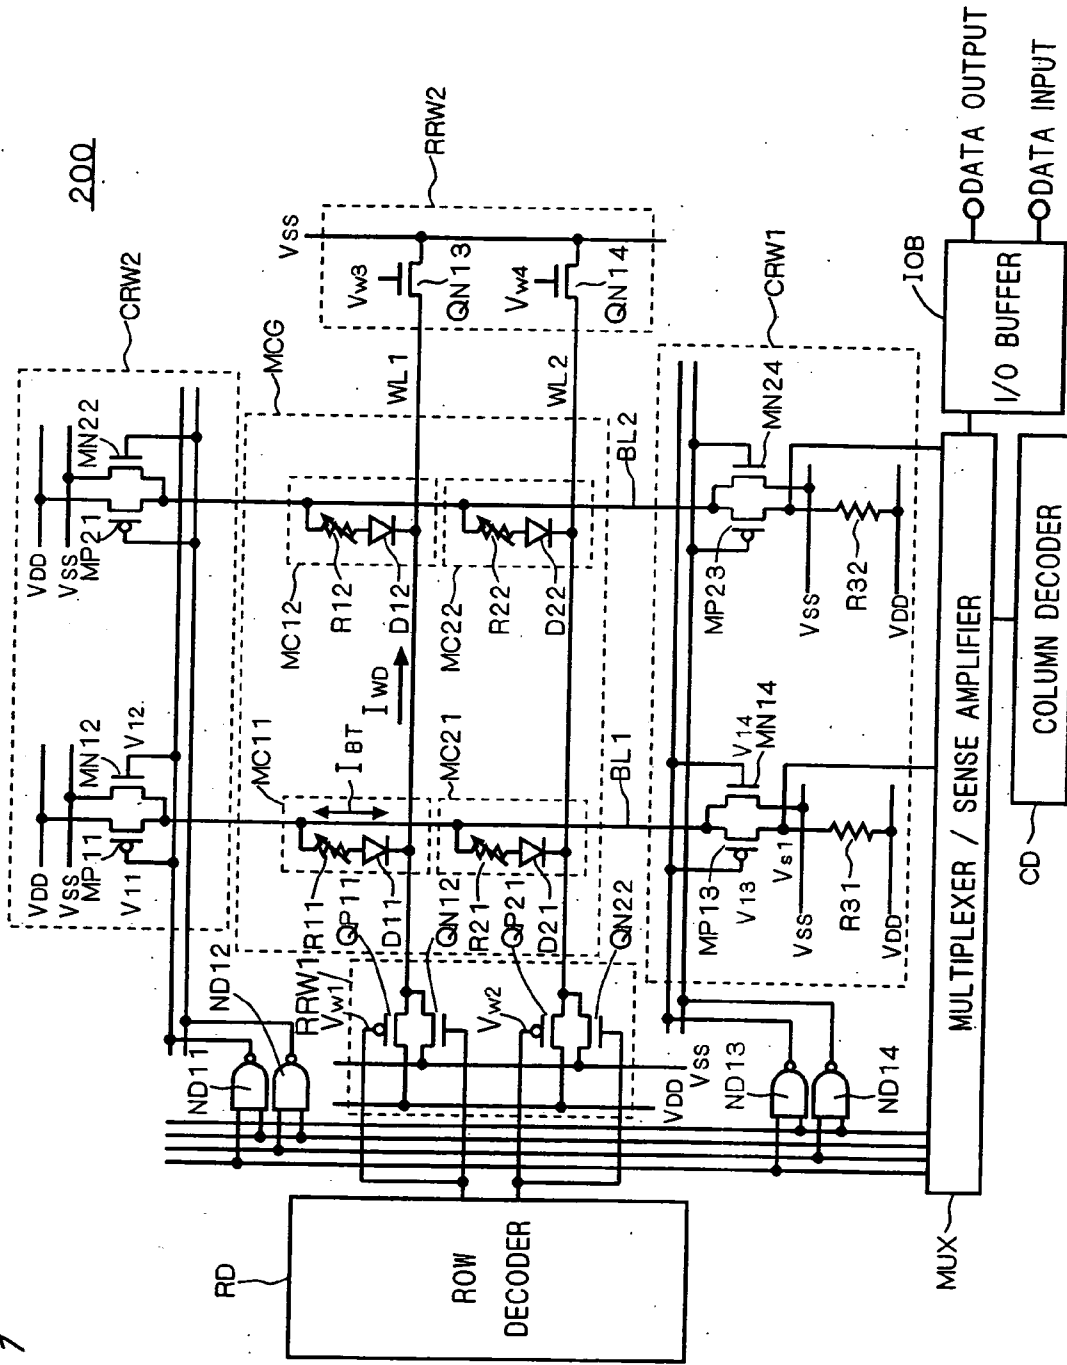 200
CRW2
VDD
VSS
MP21
MN22
VDD
VSS
MP11
MN12
V11
V12
ND11
ND12
MCG
RRW2
VSS
Vw3
QN13
Vw4
QN14
WL1
WL2
MC12
R12
D12
MC22
R22
D22
BL2
MC11
IBT
IWD
MC21
BL1
R11
D11
R21
D21
RRW1
Vw1
QP11
QN12
Vw2
QP21
QN22
VDD
VSS
ND13
ND14
CRW1
MN24
MP23
VSS
R32
VDD
V14
MN14
MP13
V13
Vs1
VSS
R31
VDD
RD
ROW
DECODER
MUX
MULTIPLEXER / SENSE AMPLIFIER
CD
COLUMN DECODER
IOB
I/O BUFFER
DATA OUTPUT
DATA INPUT